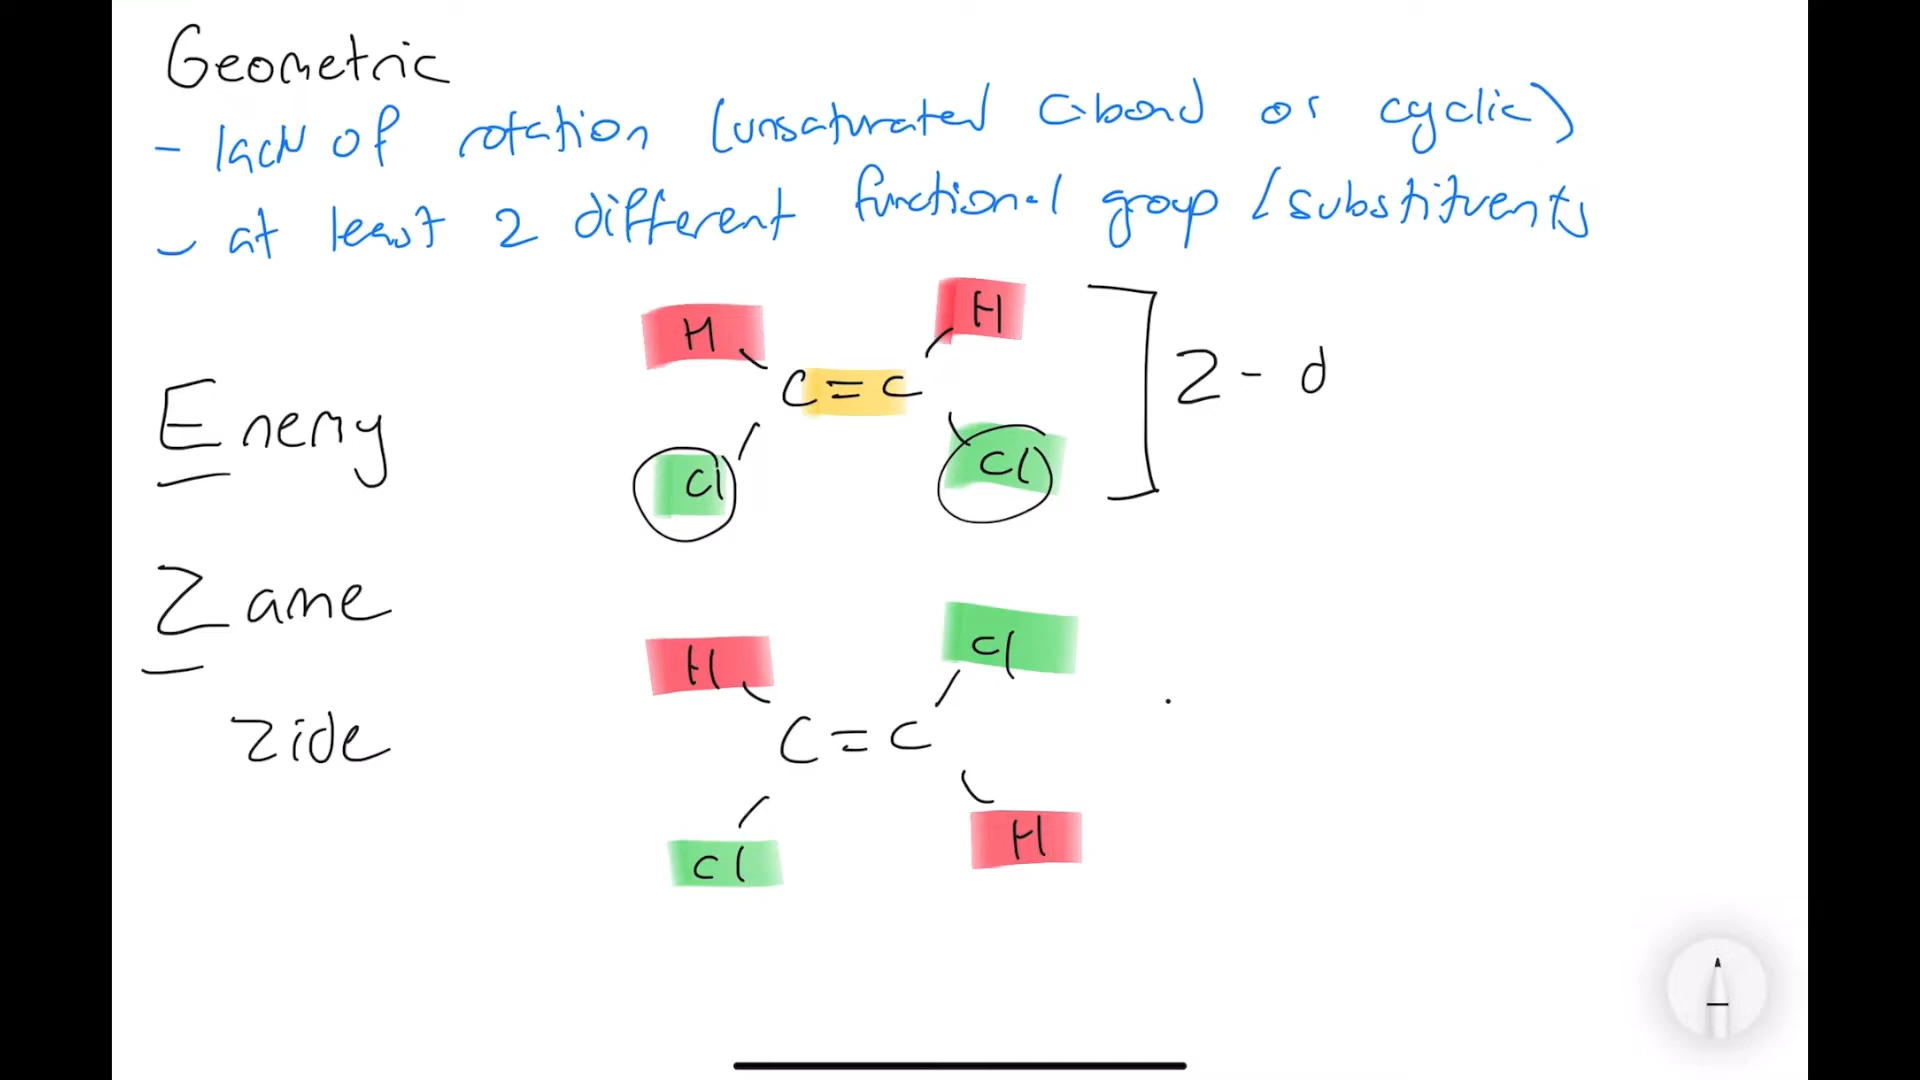 Geometric
- lack of rotation (unsaturated C-bond or cyclic)
- at least 2 different functional group / substituents
H H
C=C
Cl Cl
Z - d
Enemy
Zame
Zide
H Cl
C=C
Cl H